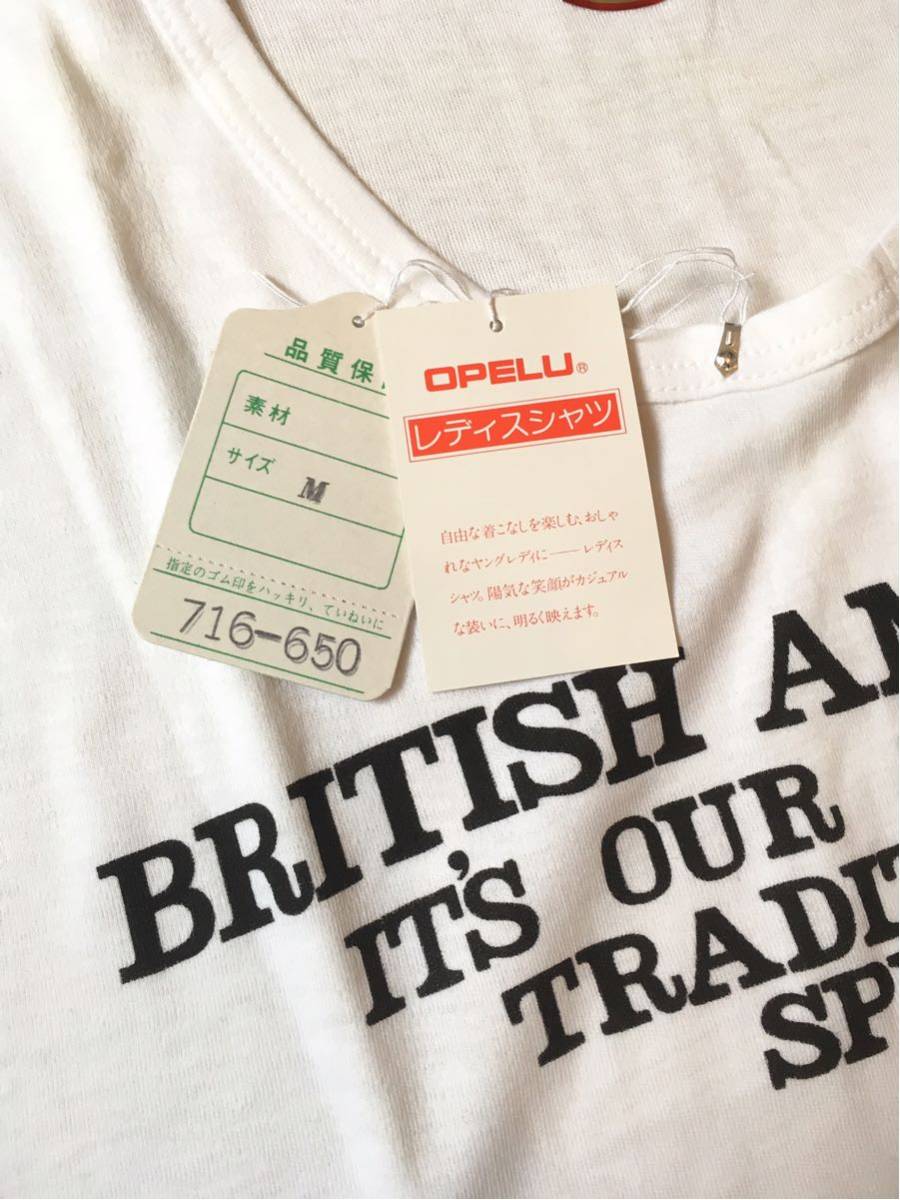 品質保
素材
サイズ M
指定のゴム印をハッキリ、ていねいに
716-650
OPELU®
レディスシャツ
自由な着こなしを楽しむ、おしゃ
れなヤングレディに——レディス
シャツ。陽気な笑顔がカジュアル
な装いに、明るく映えます。
BRITISH AN
IT'S OUR
TRADIT
SP